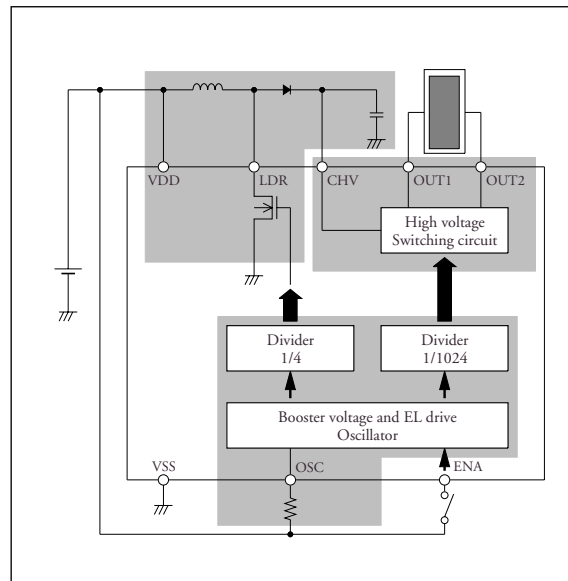 VDD
LDR
CHV
OUT1
OUT2
High voltage
Switching circuit
Divider
1/4
Divider
1/1024
Booster voltage and EL drive
Oscillator
VSS
OSC
ENA